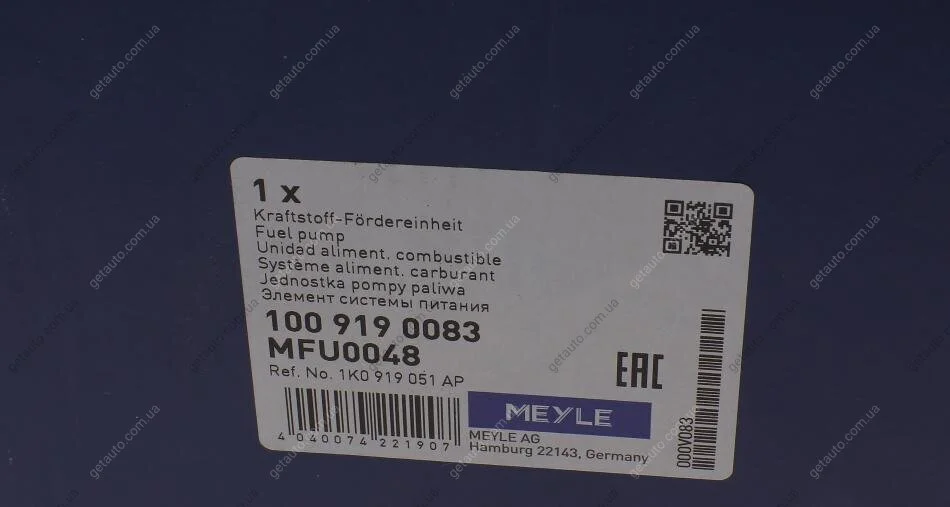 1 x
Kraftstoff-Fördereinheit
Fuel pump
Unidad aliment. combustible
Système aliment. carburant
Jednostka pompy paliwa
Элемент системы питания
100 919 0083
MFU0048
Ref. No. 1K0 919 051 AP
EAC
4 040074 221907
MEYLE
MEYLE AG
Hamburg 22143, Germany
000V083
getauto.com.ua